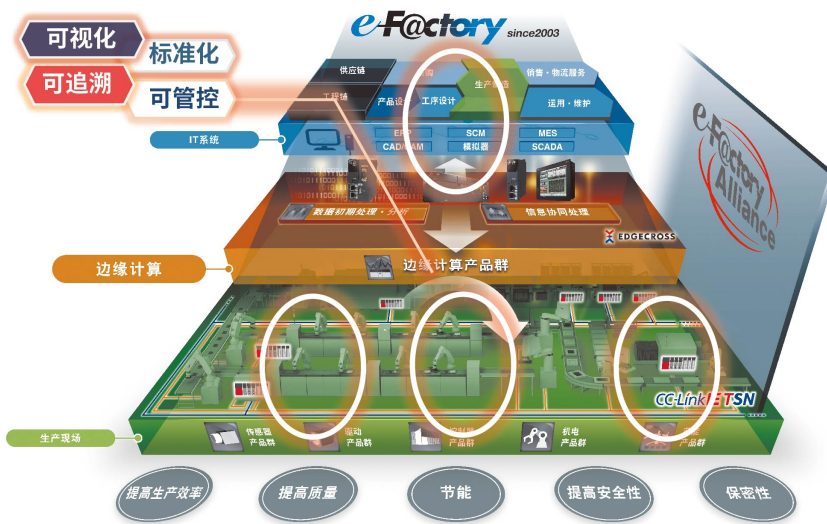 e-F@ctory since2003
可视化
标准化
可追溯
可管控
供应链
销售・物流服务
工程链
产品设
工序设计
生产
运用・维护
IT系统
ERP
SCM
MES
CAD/CAM
模拟器
SCADA
e-F@ctory
Alliance
数据初期处理・分析
信息协同处理
EDGECROSS
边缘计算
边缘计算产品群
CC-Link IE TSN
生产现场
传感器
产品群
驱动
产品群
产品群
机电
产品群
产品群
提高生产效率
提高质量
节能
提高安全性
保密性